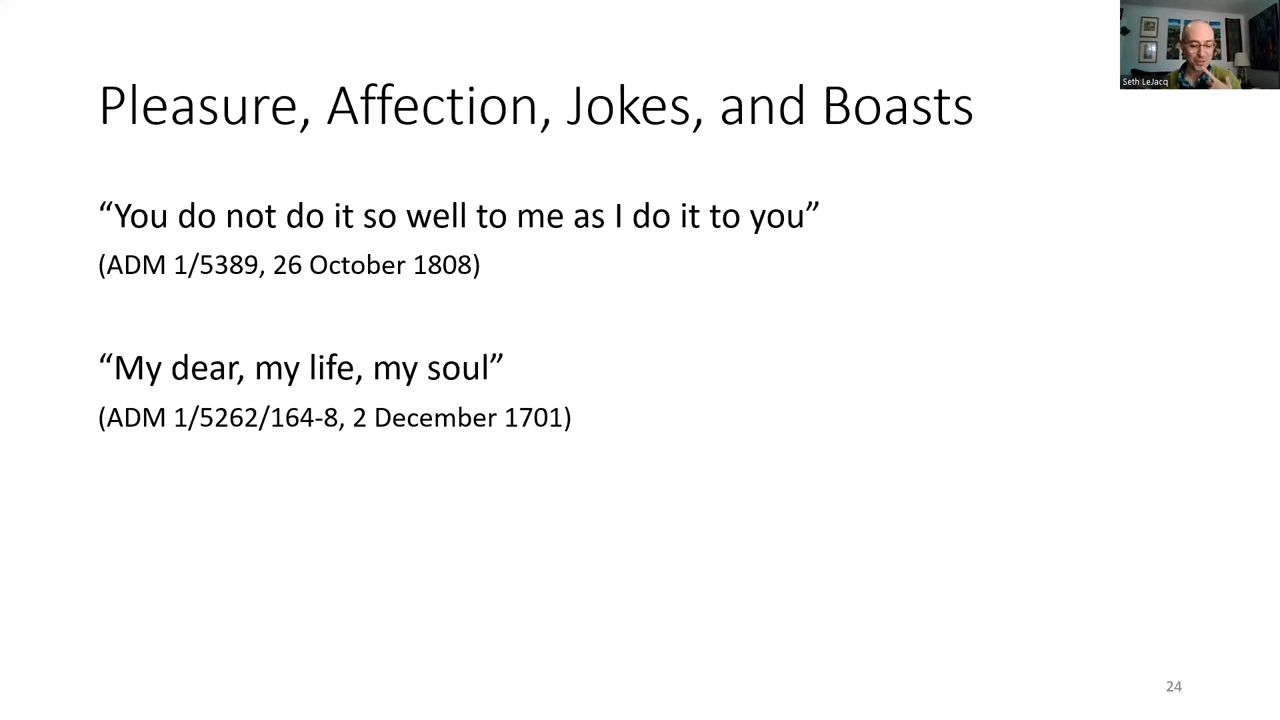 Seth LeJacq
Pleasure, Affection, Jokes, and Boasts
“You do not do it so well to me as I do it to you”
(ADM 1/5389, 26 October 1808)
“My dear, my life, my soul”
(ADM 1/5262/164-8, 2 December 1701)
24